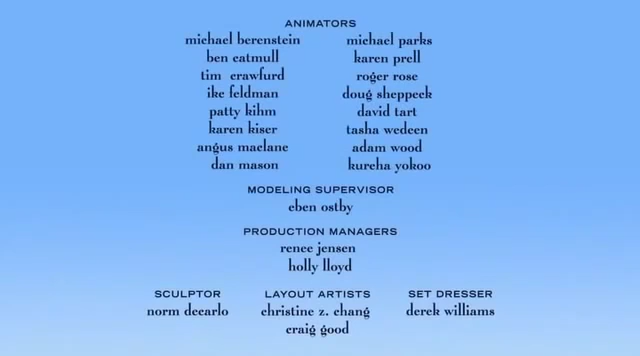 ANIMATORS
michael berenstein michael parks
ben catmull karen prell
tim crawfurd roger rose
ike feldman doug sheppeck
patty kihm david tart
karen kiser tasha wedeen
angus maclane adam wood
dan mason kureha yokoo
MODELING SUPERVISOR
eben ostby
PRODUCTION MANAGERS
renee jensen
holly lloyd
SCULPTOR LAYOUT ARTISTS SET DRESSER
norm decarlo christine z. chang derek williams
craig good